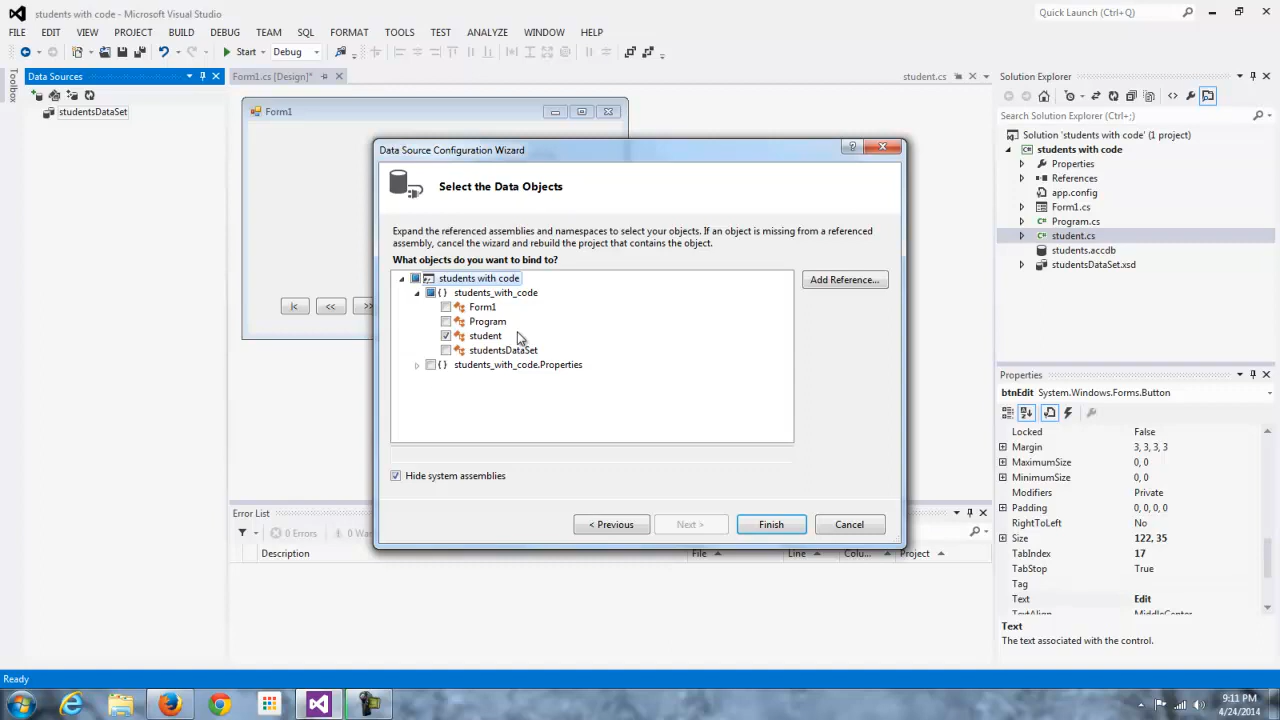 students with code - Microsoft Visual Studio
Quick Launch (Ctrl+Q)
FILE EDIT VIEW PROJECT BUILD DEBUG TEAM SQL FORMAT TOOLS TEST ANALYZE WINDOW HELP
Start Debug
Toolbox
Data Sources
studentsDataSet
Form1.cs [Design]*
student.cs
Form1
|< << >>
Data Source Configuration Wizard
Select the Data Objects
Expand the referenced assemblies and namespaces to select your objects. If an object is missing from a referenced
assembly, cancel the wizard and rebuild the project that contains the object.
What objects do you want to bind to?
students with code
{ } students_with_code
Form1
Program
student
studentsDataSet
{ } students_with_code.Properties
Add Reference...
Hide system assemblies
< Previous Next > Finish Cancel
Error List
0 Errors 0 Wa
Description File Line Colu... Project
Solution Explorer
Search Solution Explorer (Ctrl+;)
Solution 'students with code' (1 project)
students with code
Properties
References
app.config
Form1.cs
Program.cs
student.cs
students.accdb
studentsDataSet.xsd
Properties
btnEdit System.Windows.Forms.Button
Locked False
Margin 3, 3, 3, 3
MaximumSize 0, 0
MinimumSize 0, 0
Modifiers Private
Padding 0, 0, 0, 0
RightToLeft No
Size 122, 35
TabIndex 17
TabStop True
Tag
Text Edit
TextAlign MiddleCenter
Text
The text associated with the control.
Ready
9:11 PM
4/24/2014